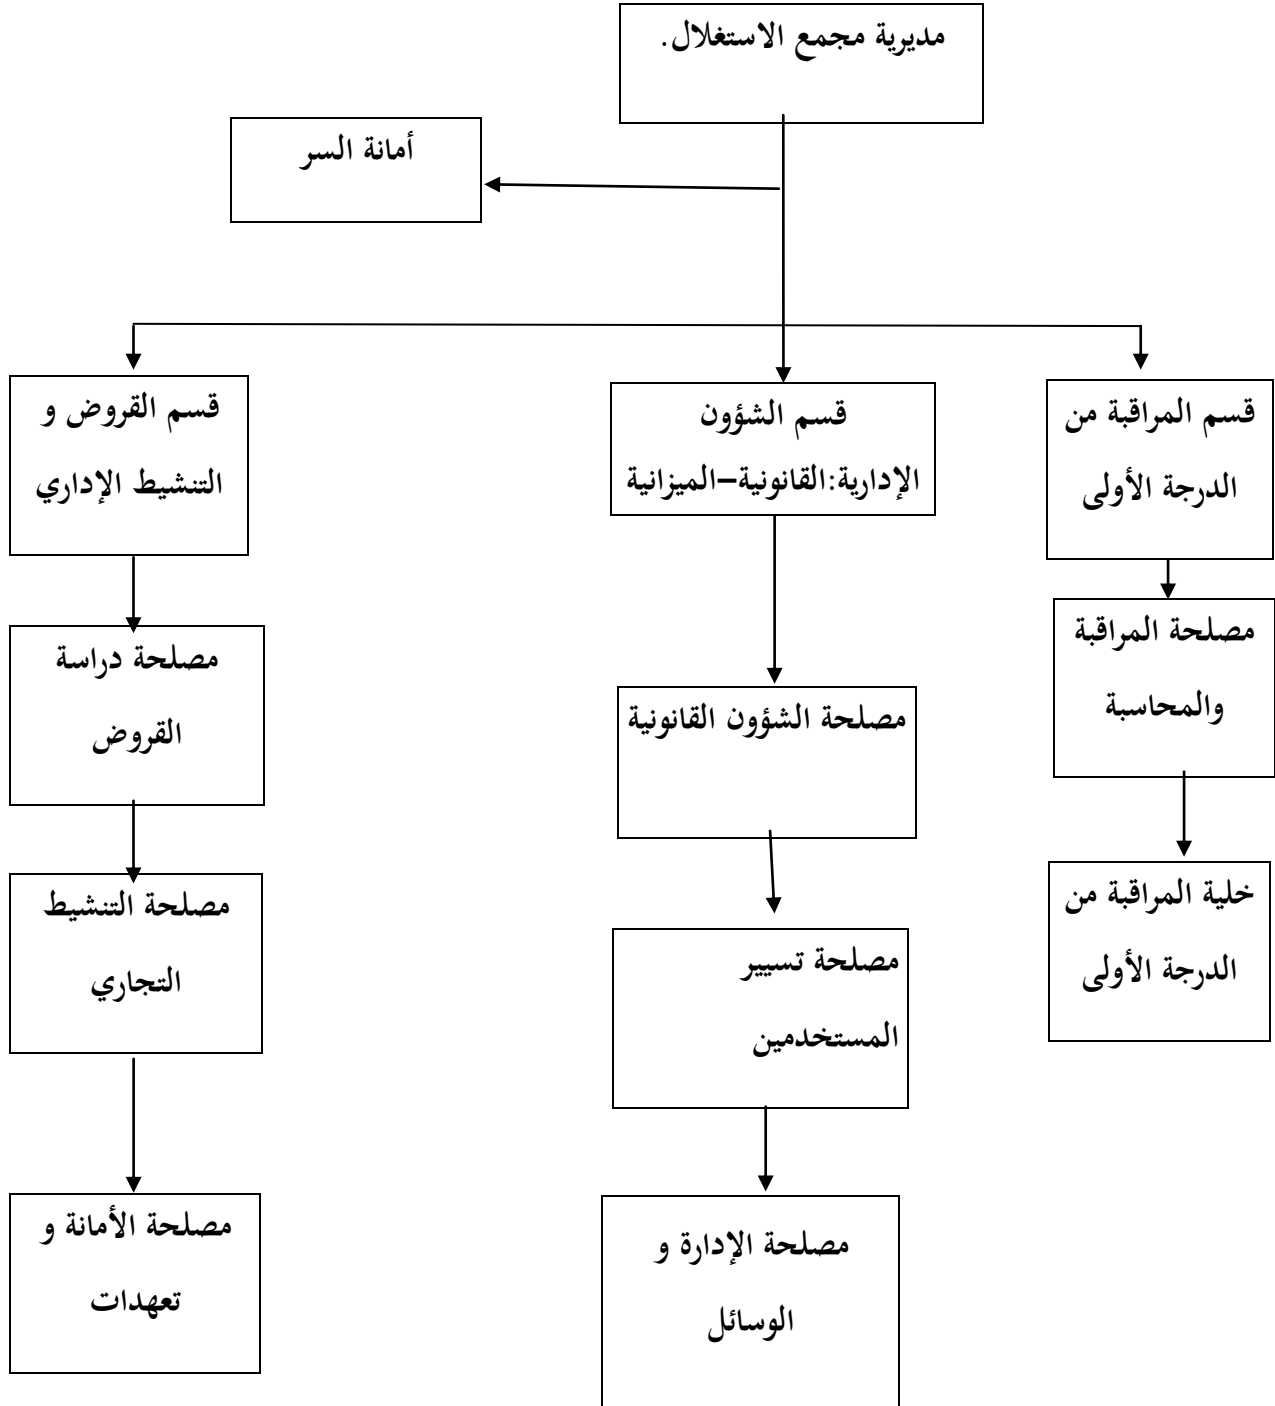 مديرية مجمع الاستغلال.
أمانة السر
قسم المراقبة من
الدرجة الأولى
قسم الشؤون
الإدارية:القانونية–الميزانية
قسم القروض و
التنشيط الإداري
مصلحة المراقبة
والمحاسبة
مصلحة الشؤون القانونية
مصلحة دراسة
القروض
خلية المراقبة من
الدرجة الأولى
مصلحة تسيير
المستخدمين
مصلحة التنشيط
التجاري
مصلحة الإدارة و
الوسائل
مصلحة الأمانة و
تعهدات